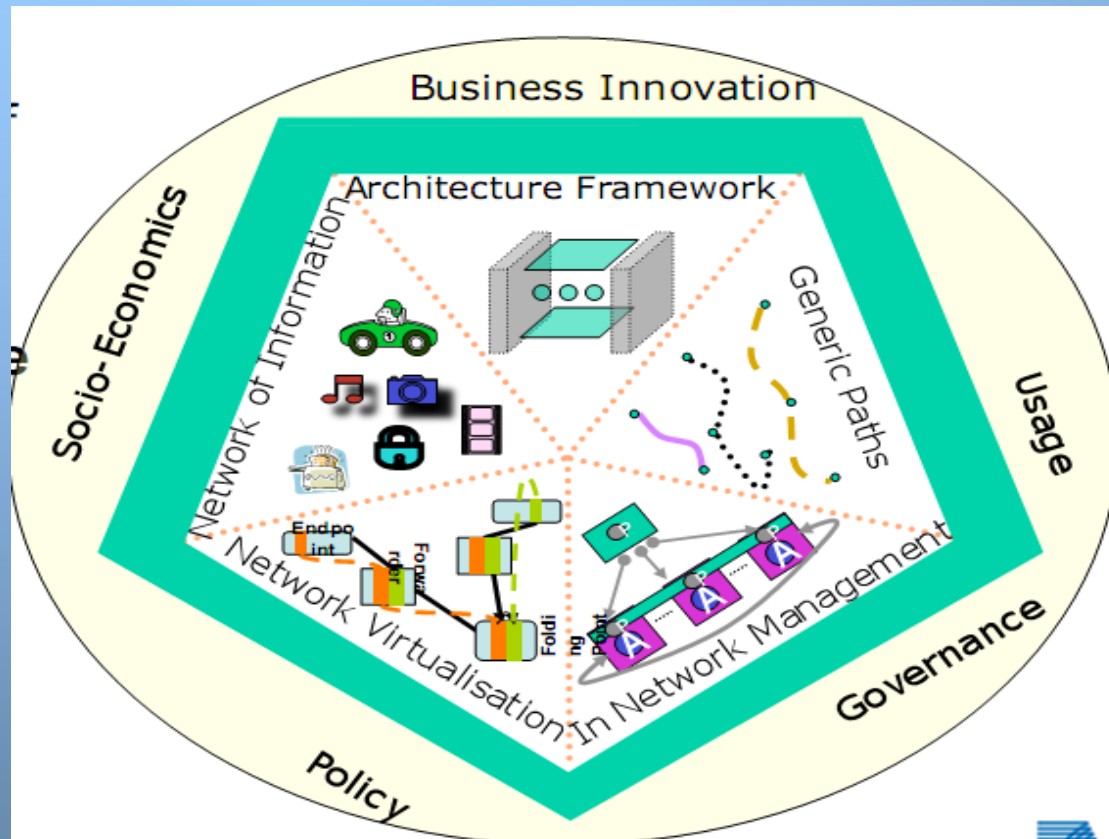 Business Innovation
Architecture Framework
Socio-Economics
Network of Information
Generic Paths
Usage
1
Endpo
int
Forwa
rder
Foldi
ng
Point
P
P
P
P
A
A
A
Network Virtualisation
In Network Management
Governance
Policy